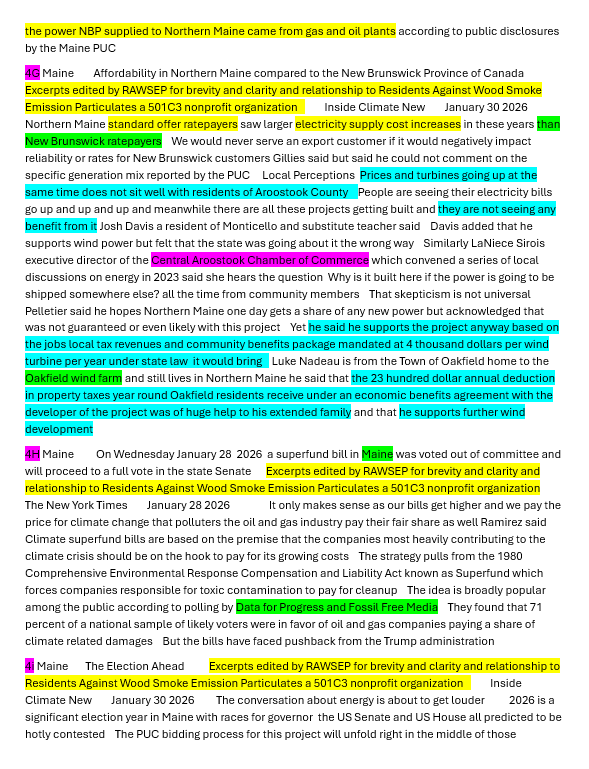 the power NBP supplied to Northern Maine came from gas and oil plants according to public disclosures
by the Maine PUC
4G Maine Affordability in Northern Maine compared to the New Brunswick Province of Canada
Excerpts edited by RAWSEP for brevity and clarity and relationship to Residents Against Wood Smoke
Emission Particulates a 501C3 nonprofit organization Inside Climate New January 30 2026
Northern Maine standard offer ratepayers saw larger electricity supply cost increases in these years than
New Brunswick ratepayers We would never serve an export customer if it would negatively impact
reliability or rates for New Brunswick customers Gillies said but said he could not comment on the
specific generation mix reported by the PUC Local Perceptions Prices and turbines going up at the
same time does not sit well with residents of Aroostook County People are seeing their electricity bills
go up and up and up and meanwhile there are all these projects getting built and they are not seeing any
benefit from it Josh Davis a resident of Monticello and substitute teacher said Davis added that he
supports wind power but felt that the state was going about it the wrong way Similarly LaNiece Sirois
executive director of the Central Aroostook Chamber of Commerce which convened a series of local
discussions on energy in 2023 said she hears the question Why is it built here if the power is going to be
shipped somewhere else? all the time from community members That skepticism is not universal
Pelletier said he hopes Northern Maine one day gets a share of any new power but acknowledged that
was not guaranteed or even likely with this project Yet he said he supports the project anyway based on
the jobs local tax revenues and community benefits package mandated at 4 thousand dollars per wind
turbine per year under state law it would bring Luke Nadeau is from the Town of Oakfield home to the
Oakfield wind farm and still lives in Northern Maine he said that the 23 hundred dollar annual deduction
in property taxes year round Oakfield residents receive under an economic benefits agreement with the
developer of the project was of huge help to his extended family and that he supports further wind
development
4H Maine On Wednesday January 28 2026 a superfund bill in Maine was voted out of committee and
will proceed to a full vote in the state Senate Excerpts edited by RAWSEP for brevity and clarity and
relationship to Residents Against Wood Smoke Emission Particulates a 501C3 nonprofit organization
The New York Times January 28 2026 It only makes sense as our bills get higher and we pay the
price for climate change that polluters the oil and gas industry pay their fair share as well Ramirez said
Climate superfund bills are based on the premise that the companies most heavily contributing to the
climate crisis should be on the hook to pay for its growing costs The strategy pulls from the 1980
Comprehensive Environmental Response Compensation and Liability Act known as Superfund which
forces companies responsible for toxic contamination to pay for cleanup The idea is broadly popular
among the public according to polling by Data for Progress and Fossil Free Media They found that 71
percent of a national sample of likely voters were in favor of oil and gas companies paying a share of
climate related damages But the bills have faced pushback from the Trump administration
4i Maine The Election Ahead Excerpts edited by RAWSEP for brevity and clarity and relationship to
Residents Against Wood Smoke Emission Particulates a 501C3 nonprofit organization Inside
Climate New January 30 2026 The conversation about energy is about to get louder 2026 is a
significant election year in Maine with races for governor the US Senate and US House all predicted to be
hotly contested The PUC bidding process for this project will unfold right in the middle of those